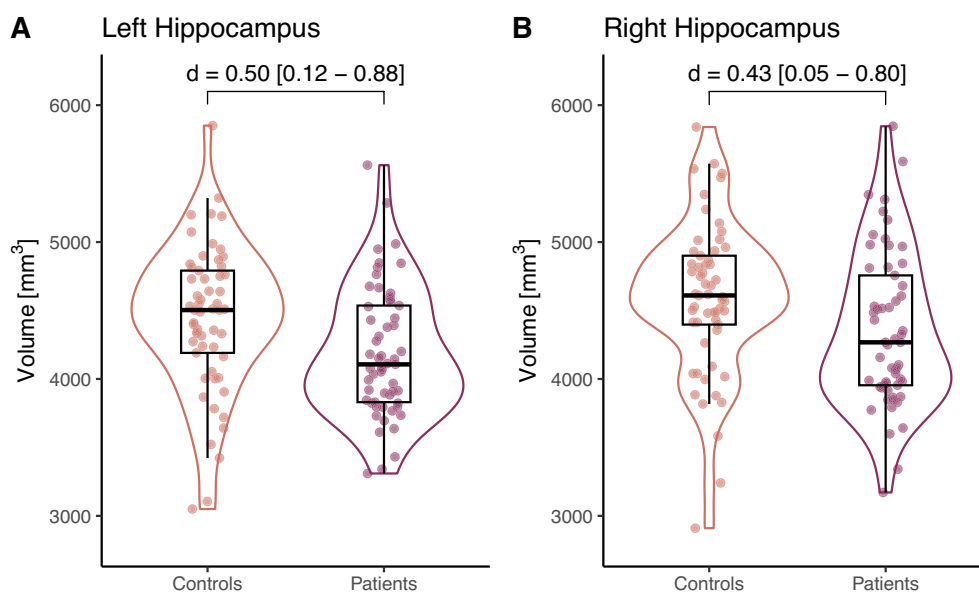 A Left Hippocampus
d = 0.50 [0.12 − 0.88]
6000
5000
4000
3000
Volume [mm³]
Controls Patients
B Right Hippocampus
d = 0.43 [0.05 − 0.80]
6000
5000
4000
3000
Volume [mm³]
Controls Patients